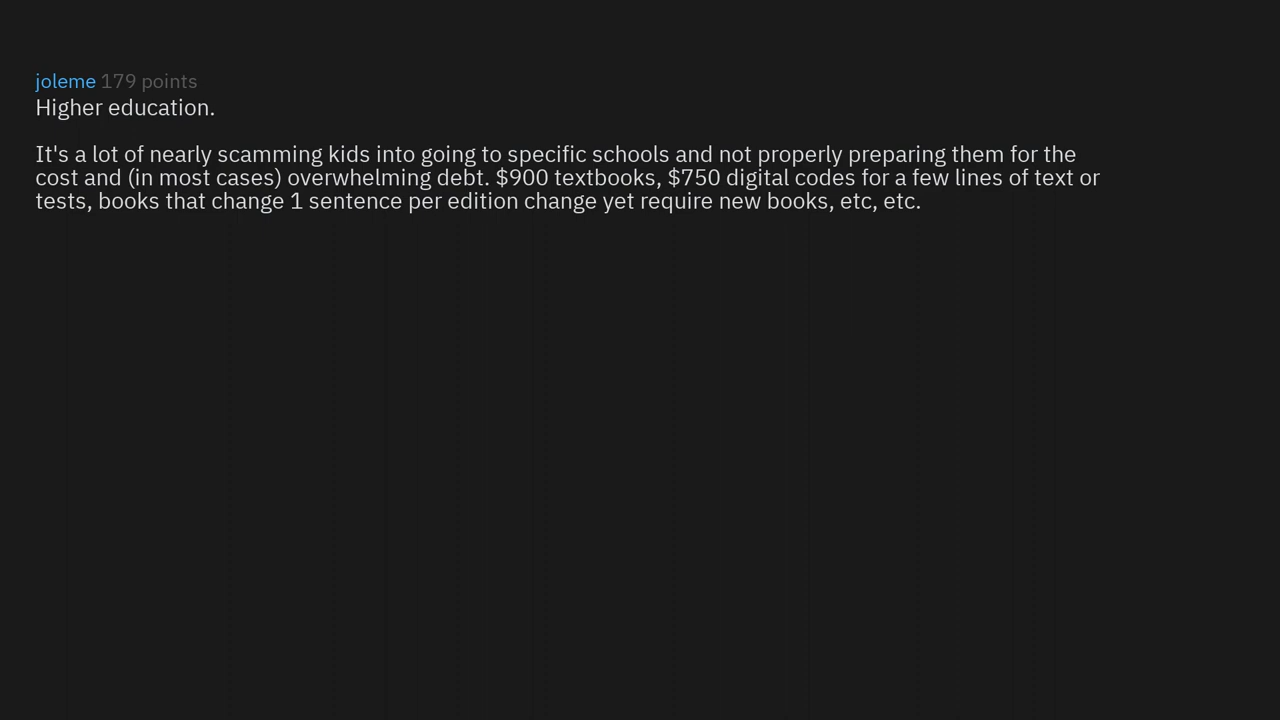 joleme 179 points
Higher education.
It's a lot of nearly scamming kids into going to specific schools and not properly preparing them for the
cost and (in most cases) overwhelming debt. $900 textbooks, $750 digital codes for a few lines of text or
tests, books that change 1 sentence per edition change yet require new books, etc, etc.